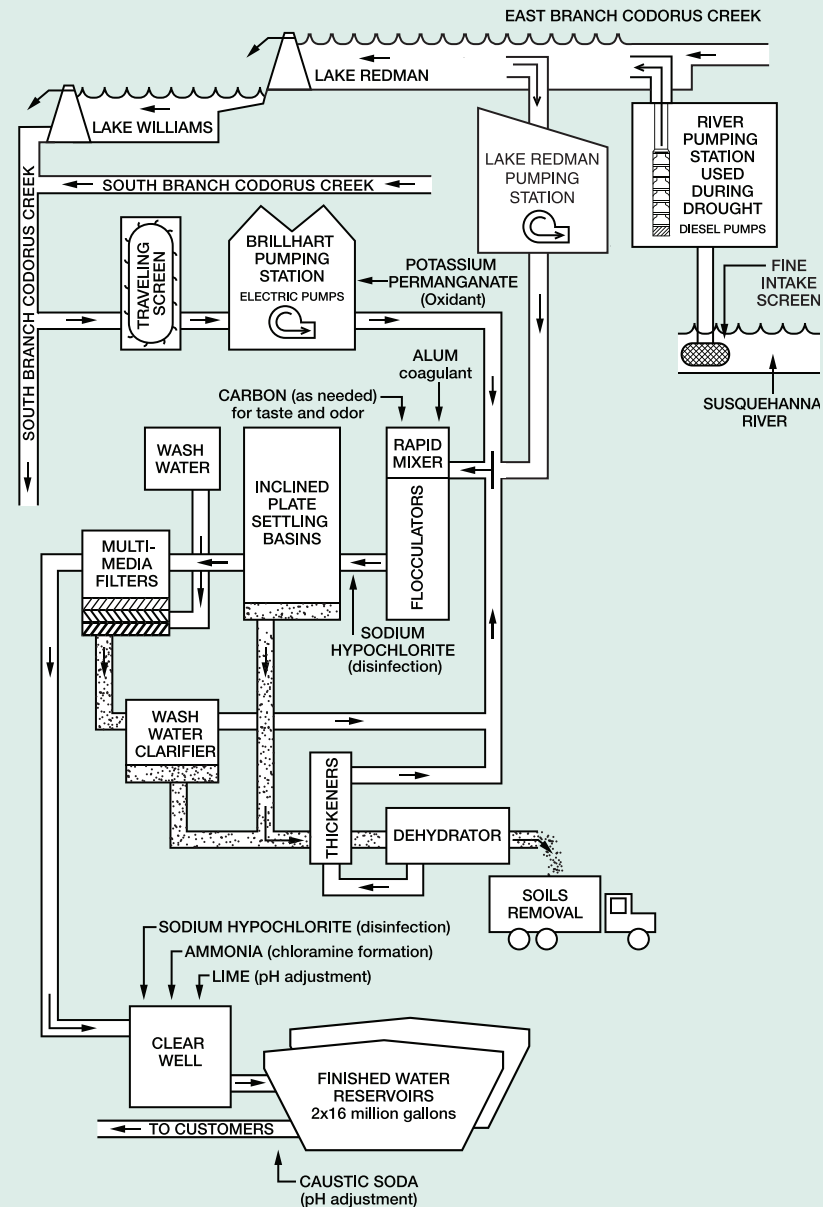 EAST BRANCH CODORUS CREEK
LAKE REDMAN
LAKE WILLIAMS
RIVER
PUMPING
STATION
USED
DURING
DROUGHT
DIESEL PUMPS
LAKE REDMAN
PUMPING
STATION
SOUTH BRANCH CODORUS CREEK
SOUTH BRANCH CODORUS CREEK
TRAVELING
SCREEN
BRILLHART
PUMPING
STATION
ELECTRIC PUMPS
POTASSIUM
PERMANGANATE
(Oxidant)
FINE
INTAKE
SCREEN
SUSQUEHANNA
RIVER
ALUM
coagulant
CARBON (as needed)
for taste and odor
WASH
WATER
INCLINED
PLATE
SETTLING
BASINS
RAPID
MIXER
FLOCCULATORS
MULTI-
MEDIA
FILTERS
SODIUM
HYPOCHLORITE
(disinfection)
WASH
WATER
CLARIFIER
THICKENERS
DEHYDRATOR
SOILS
REMOVAL
SODIUM HYPOCHLORITE (disinfection)
AMMONIA (chloramine formation)
LIME (pH adjustment)
CLEAR
WELL
FINISHED WATER
RESERVOIRS
2x16 million gallons
TO CUSTOMERS
CAUSTIC SODA
(pH adjustment)